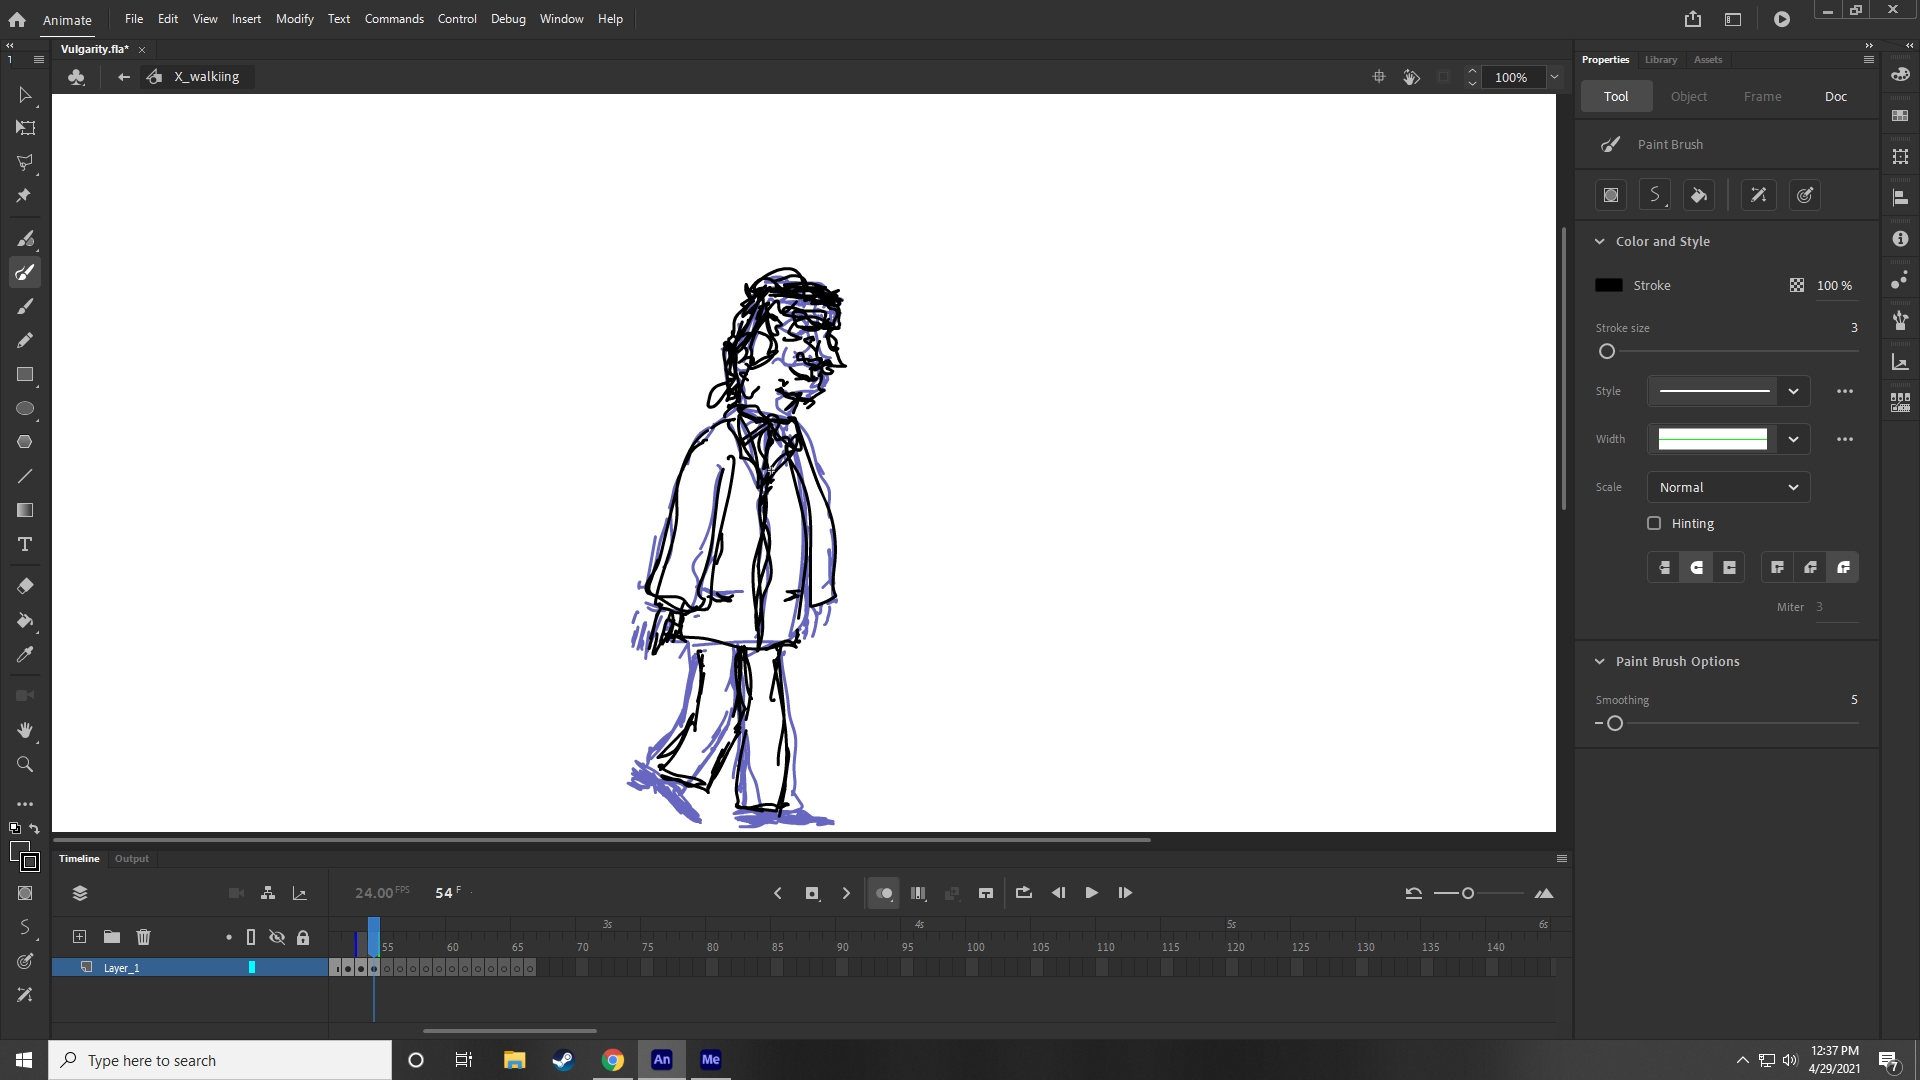 Animate File Edit View Insert Modify Text Commands Control Debug Window Help
Vulgarity.fla*
1
X_walkiing 100%
Properties Library Assets
Tool Object Frame Doc
Paint Brush
Color and Style
Stroke 100 %
Stroke size 3
Style
Width
Scale Normal
Hinting
Miter 3
Paint Brush Options
Smoothing 5
Timeline Output
24.00 FPS 54 F
3s 4s 5s 6s
55 60 65 70 75 80 85 90 95 100 105 110 115 120 125 130 135 140
Layer_1
Type here to search
An Me
12:37 PM
4/29/2021
7